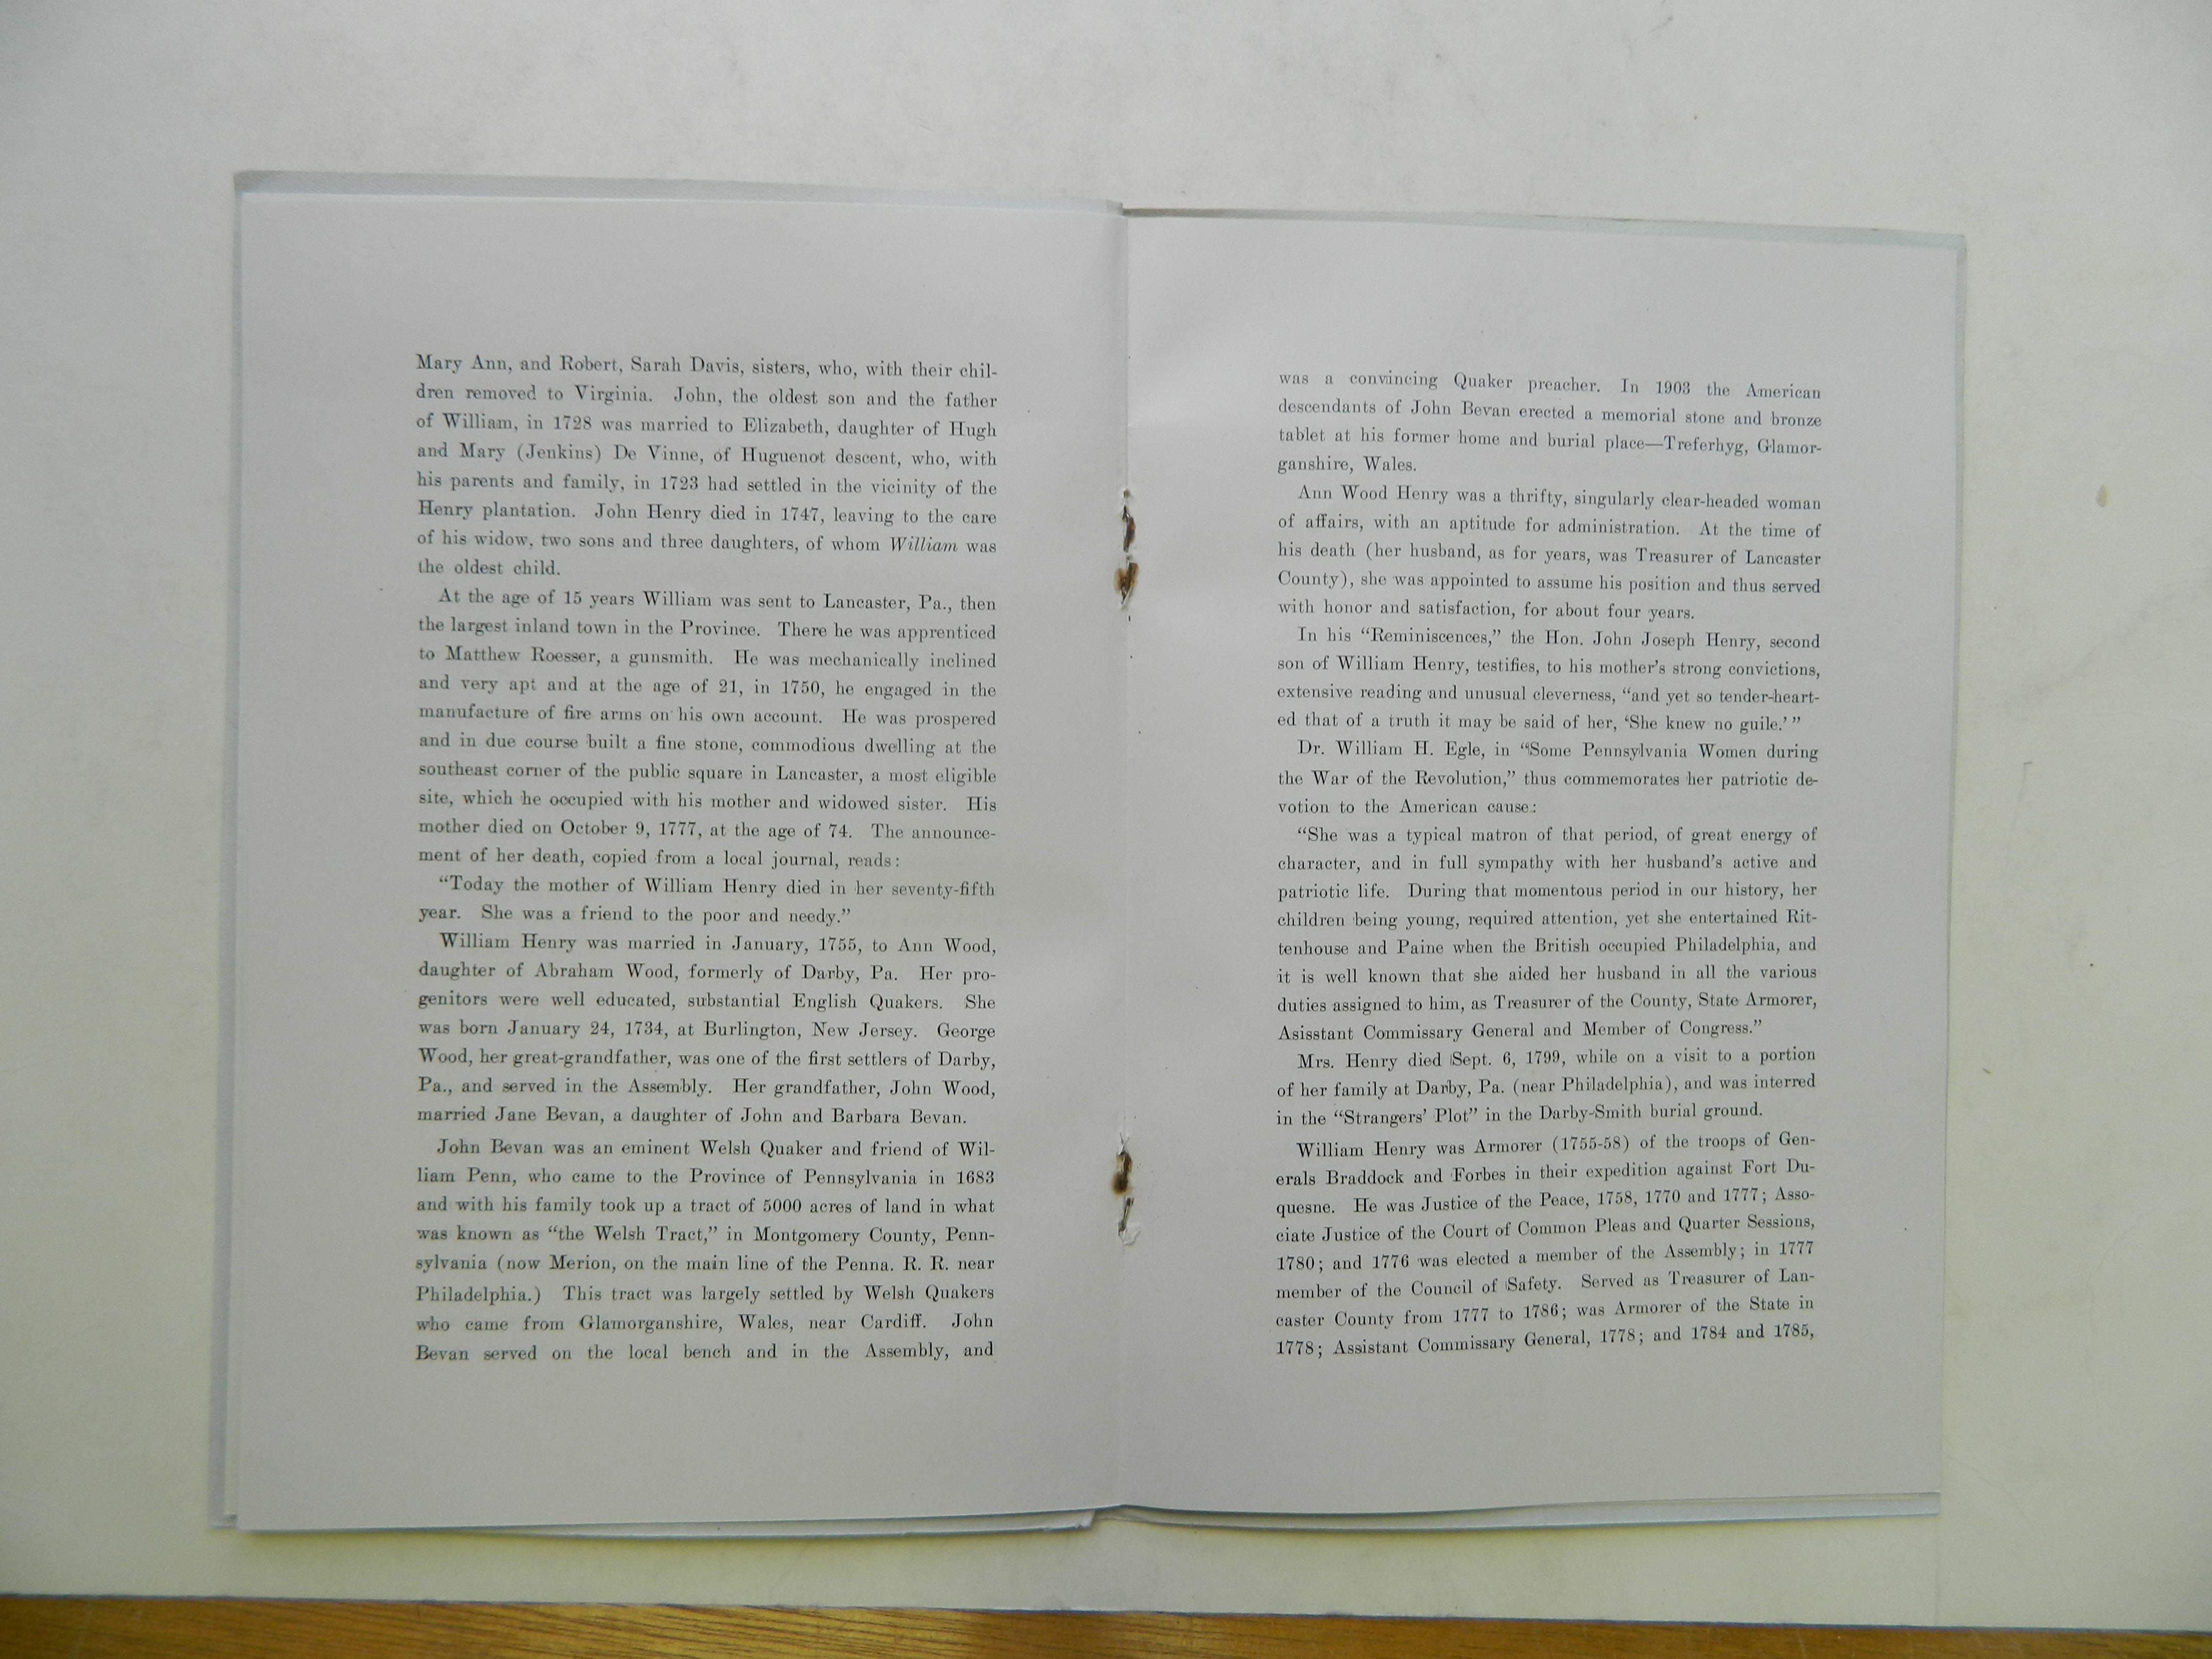 Mary Ann, and Robert, Sarah Davis, sisters, who, with their chil-
dren removed to Virginia. John, the oldest son and the father
of William, in 1728 was married to Elizabeth, daughter of Hugh
and Mary (Jenkins) De Vinne, of Huguenot descent, who, with
his parents and family, in 1723 had settled in the vicinity of the
Henry plantation. John Henry died in 1747, leaving to the care
of his widow, two sons and three daughters, of whom William was
the oldest child.
At the age of 15 years William was sent to Lancaster, Pa., then
the largest inland town in the Province. There he was apprenticed
to Matthew Roesser, a gunsmith. He was mechanically inclined
and very apt and at the age of 21, in 1750, he engaged in the
manufacture of fire arms on his own account. He was prospered
and in due course built a fine stone, commodious dwelling at the
southeast corner of the public square in Lancaster, a most eligible
site, which he occupied with his mother and widowed sister. His
mother died on October 9, 1777, at the age of 74. The announce-
ment of her death, copied from a local journal, reads:
“Today the mother of William Henry died in her seventy-fifth
year. She was a friend to the poor and needy.”
William Henry was married in January, 1755, to Ann Wood,
daughter of Abraham Wood, formerly of Darby, Pa. Her pro-
genitors were well educated, substantial English Quakers. She
was born January 24, 1734, at Burlington, New Jersey. George
Wood, her great-grandfather, was one of the first settlers of Darby,
Pa., and served in the Assembly. Her grandfather, John Wood,
married Jane Bevan, a daughter of John and Barbara Bevan.
John Bevan was an eminent Welsh Quaker and friend of Wil-
liam Penn, who came to the Province of Pennsylvania in 1683
and with his family took up a tract of 5000 acres of land in what
was known as “the Welsh Tract,” in Montgomery County, Penn-
sylvania (now Merion, on the main line of the Penna. R. R. near
Philadelphia.) This tract was largely settled by Welsh Quakers
who came from Glamorganshire, Wales, near Cardiff. John
Bevan served on the local bench and in the Assembly, and
was a convincing Quaker preacher. In 1903 the American
descendants of John Bevan erected a memorial stone and bronze
tablet at his former home and burial place—Treferhyg, Glamor-
ganshire, Wales.
Ann Wood Henry was a thrifty, singularly clear-headed woman
of affairs, with an aptitude for administration. At the time of
his death (her husband, as for years, was Treasurer of Lancaster
County), she was appointed to assume his position and thus served
with honor and satisfaction, for about four years.
In his “Reminiscences,” the Hon. John Joseph Henry, second
son of William Henry, testifies, to his mother’s strong convictions,
extensive reading and unusual cleverness, “and yet so tender-heart-
ed that of a truth it may be said of her, ‘She knew no guile.’ ”
Dr. William H. Egle, in “Some Pennsylvania Women during
the War of the Revolution,” thus commemorates her patriotic de-
votion to the American cause:
“She was a typical matron of that period, of great energy of
character, and in full sympathy with her husband’s active and
patriotic life. During that momentous period in our history, her
children being young, required attention, yet she entertained Rit-
tenhouse and Paine when the British occupied Philadelphia, and
it is well known that she aided her husband in all the various
duties assigned to him, as Treasurer of the County, State Armorer,
Asisstant Commissary General and Member of Congress.”
Mrs. Henry died Sept. 6, 1799, while on a visit to a portion
of her family at Darby, Pa. (near Philadelphia), and was interred
in the “Strangers’ Plot” in the Darby-Smith burial ground.
William Henry was Armorer (1755-58) of the troops of Gen-
erals Braddock and Forbes in their expedition against Fort Du-
quesne. He was Justice of the Peace, 1758, 1770 and 1777; Asso-
ciate Justice of the Court of Common Pleas and Quarter Sessions,
1780; and 1776 was elected a member of the Assembly; in 1777
member of the Council of Safety. Served as Treasurer of Lan-
caster County from 1777 to 1786; was Armorer of the State in
1778; Assistant Commissary General, 1778; and 1784 and 1785,